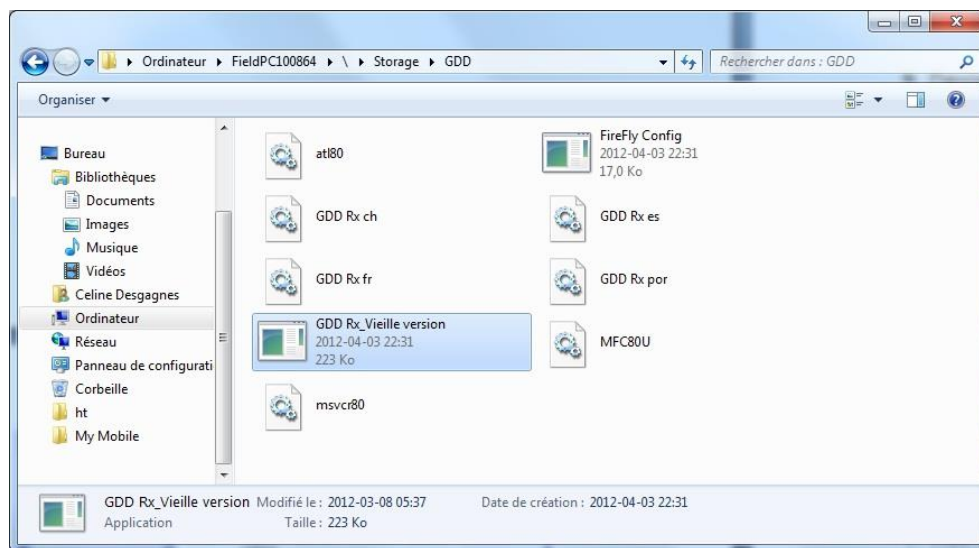 Ordinateur FieldPC100864 \ Storage GDD
Rechercher dans : GDD
Organiser
Bureau
Bibliothèques
Documents
Images
Musique
Vidéos
Celine Desgagnes
Ordinateur
Réseau
Panneau de configurati
Corbeille
ht
My Mobile
atl80
FireFly Config
2012-04-03 22:31
17,0 Ko
GDD Rx ch
GDD Rx es
GDD Rx fr
GDD Rx por
GDD Rx_Vieille version
2012-04-03 22:31
223 Ko
MFC80U
msvcr80
GDD Rx_Vieille version Modifié le : 2012-03-08 05:37 Date de création : 2012-04-03 22:31
Application Taille : 223 Ko